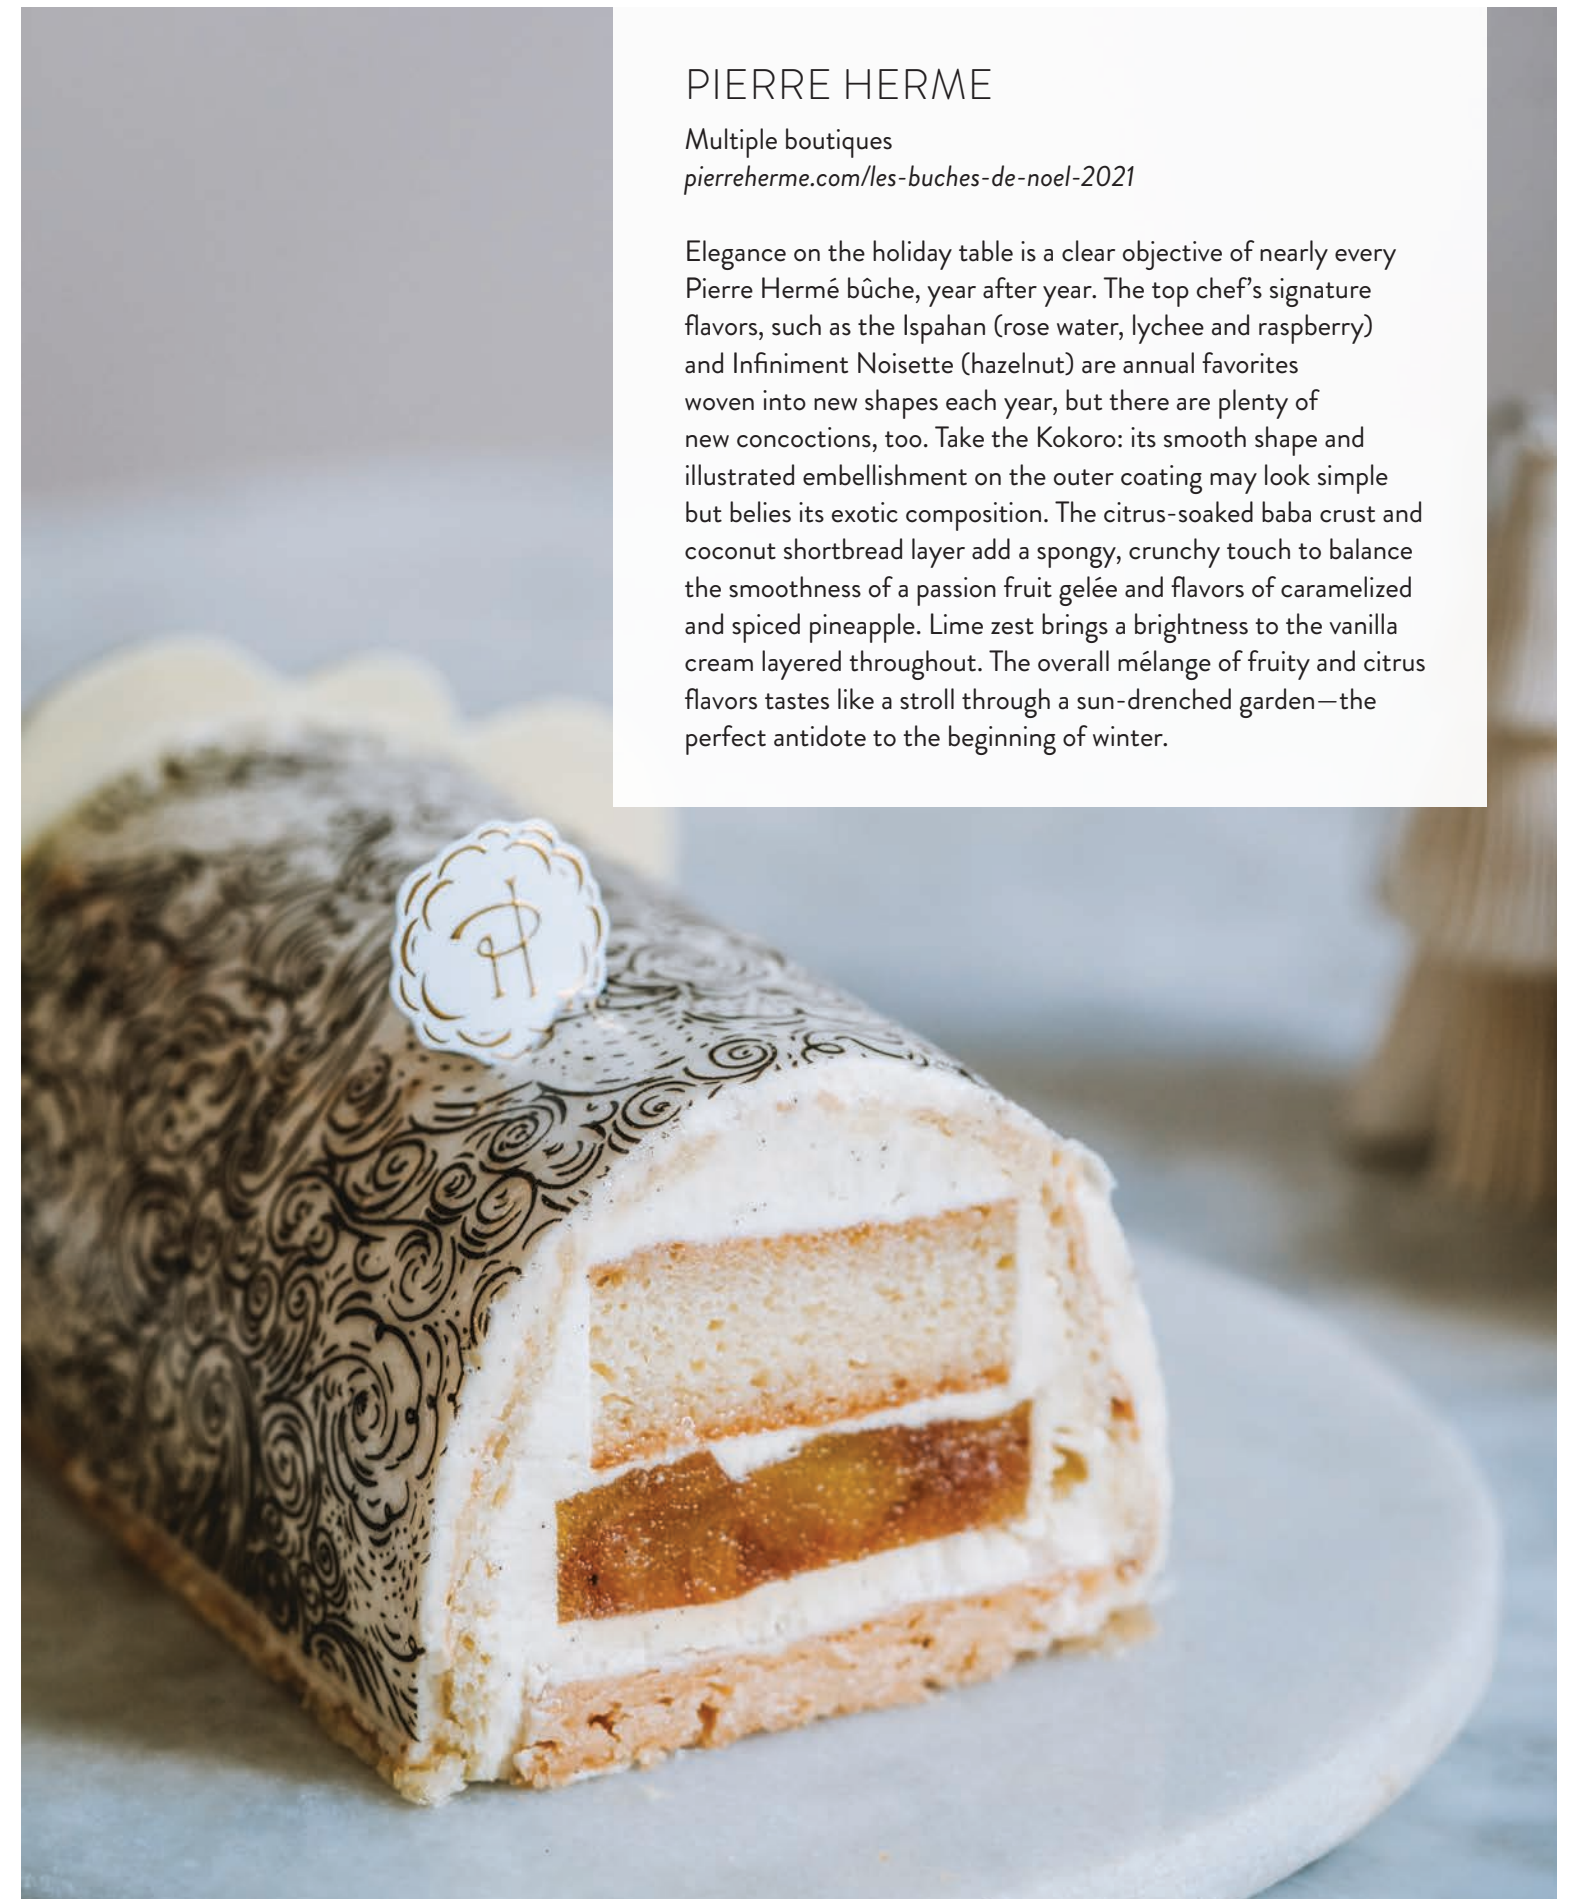 PIERRE HERME
Multiple boutiques
pierreherme.com/les-buches-de-noel-2021
Elegance on the holiday table is a clear objective of nearly every
Pierre Hermé bûche, year after year. The top chef’s signature
flavors, such as the Ispahan (rose water, lychee and raspberry)
and Infiniment Noisette (hazelnut) are annual favorites
woven into new shapes each year, but there are plenty of
new concoctions, too. Take the Kokoro: its smooth shape and
illustrated embellishment on the outer coating may look simple
but belies its exotic composition. The citrus-soaked baba crust and
coconut shortbread layer add a spongy, crunchy touch to balance
the smoothness of a passion fruit gelée and flavors of caramelized
and spiced pineapple. Lime zest brings a brightness to the vanilla
cream layered throughout. The overall mélange of fruity and citrus
flavors tastes like a stroll through a sun-drenched garden—the
perfect antidote to the beginning of winter.
PH